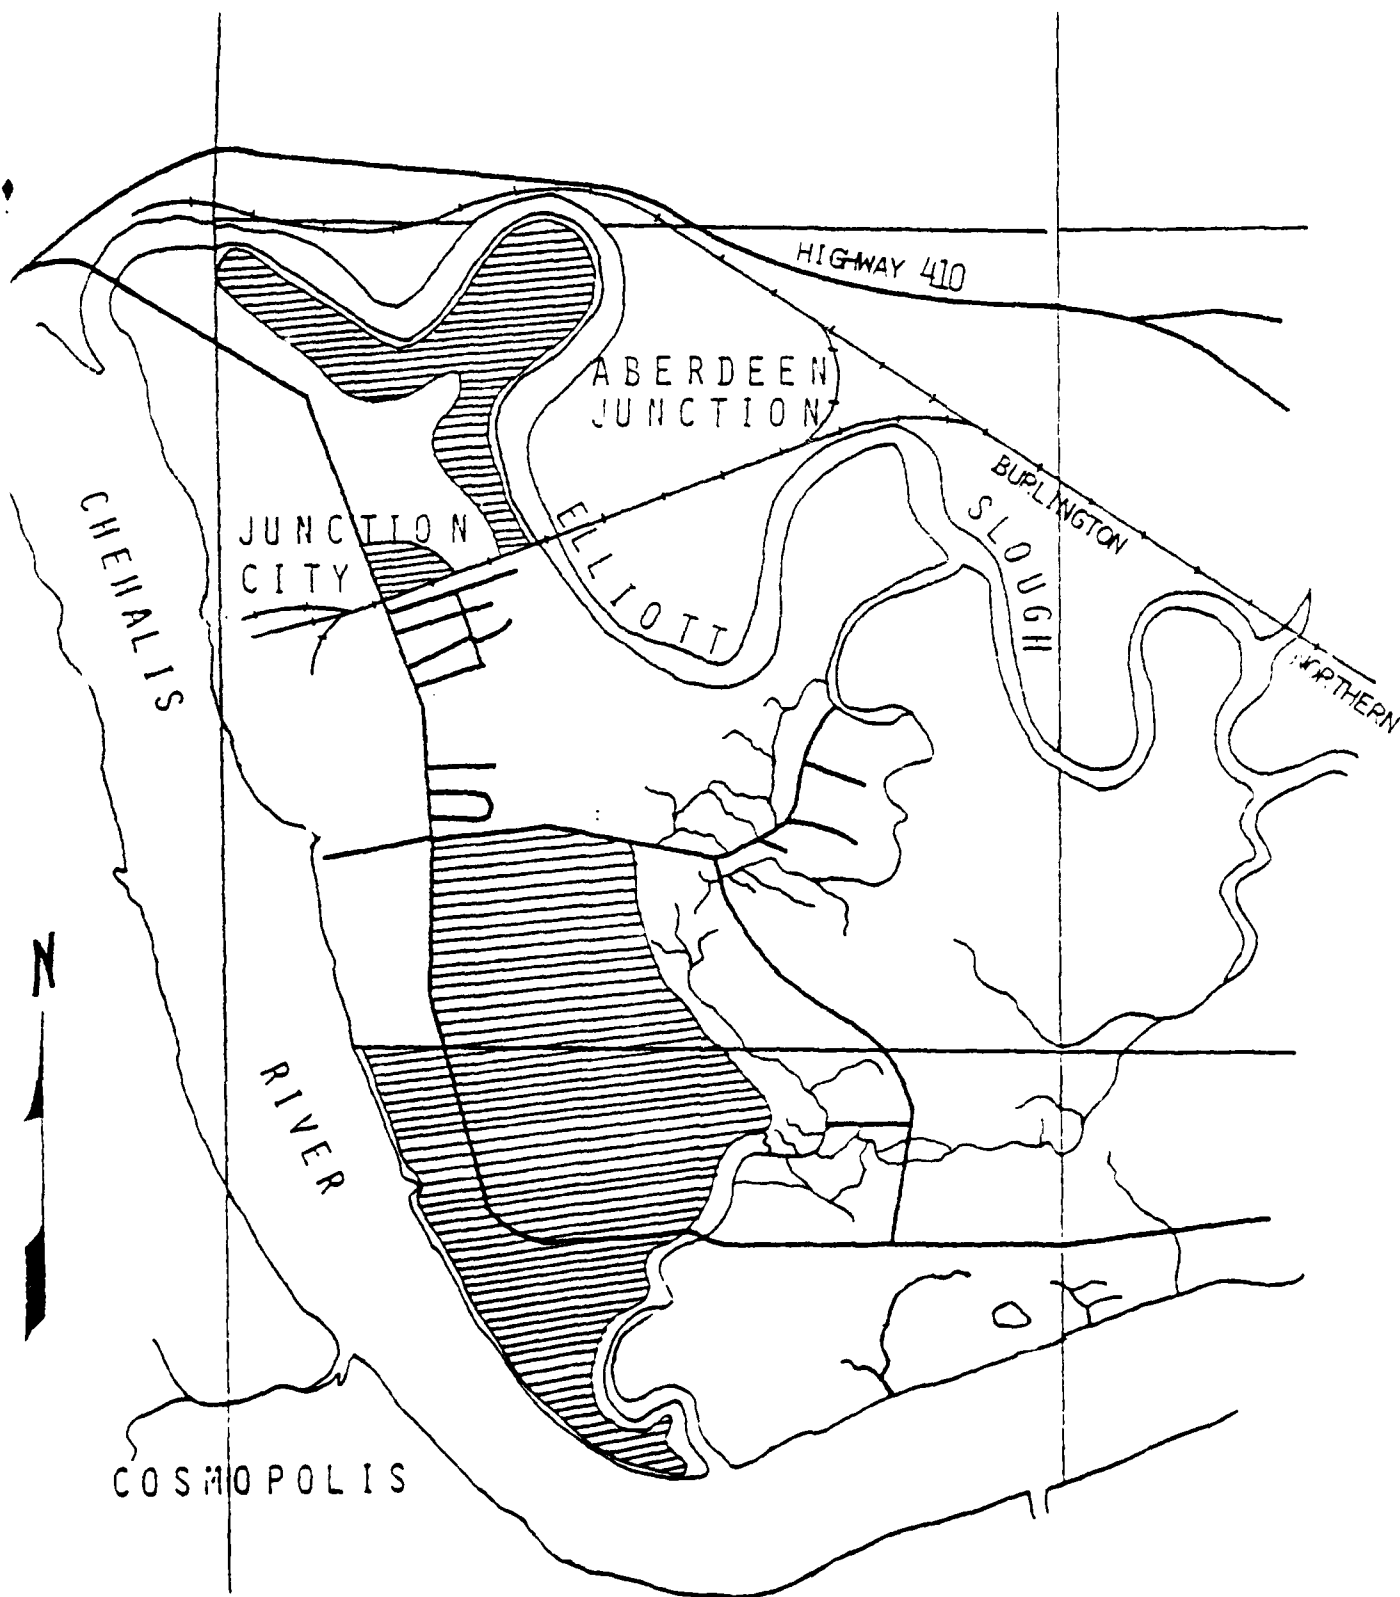 HIGHWAY 410
ABERDEEN
JUNCTION
BURLINGTON
NORTHERN
SLOUGH
ELLIOTT
JUNCTION
CITY
CHEHALIS
RIVER
N
COSMOPOLIS